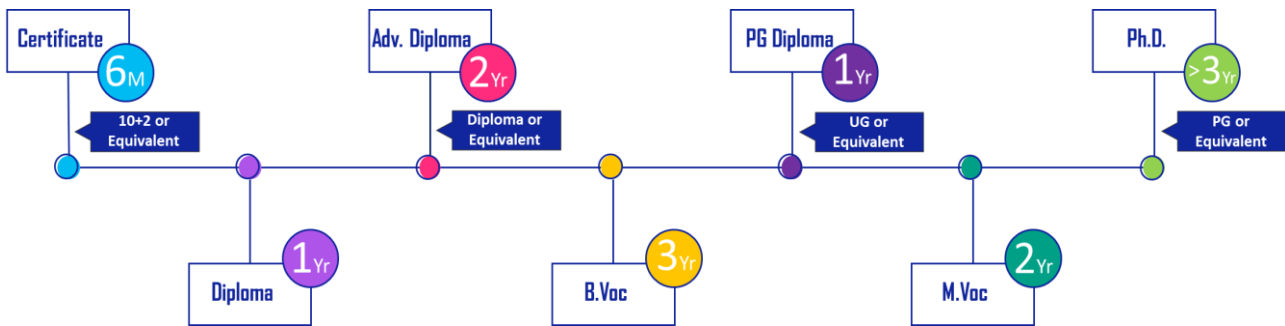 Certificate
6M
10+2 or
Equivalent
Diploma
1Yr
Adv. Diploma
2Yr
Diploma or
Equivalent
B.Voc
3Yr
PG Diploma
1Yr
UG or
Equivalent
M.Voc
2Yr
Ph.D.
>3Yr
PG or
Equivalent